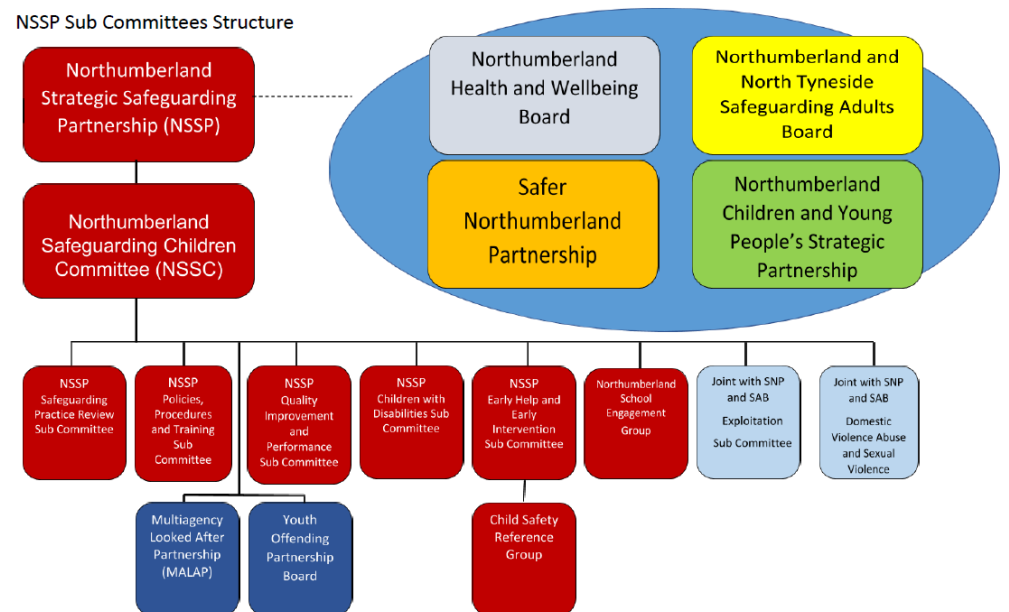 NSSP Sub Committees Structure
Northumberland
Strategic Safeguarding
Partnership (NSSP)
Northumberland
Health and Wellbeing
Board
Northumberland and
North Tyneside
Safeguarding Adults
Board
Safer
Northumberland
Partnership
Northumberland
Children and Young
People’s Strategic
Partnership
Northumberland
Safeguarding Children
Committee (NSSC)
NSSP
Safeguarding
Practice Review
Sub Committee
NSSP
Policies,
Procedures
and Training
Sub
Committee
NSSP
Quality
Improvement
and
Performance
Sub Committee
NSSP
Children with
Disabilities Sub
Committee
NSSP
Early Help and
Early
Intervention
Sub Committee
Northumberland
School
Engagement
Group
Joint with SNP
and SAB
Exploitation
Sub Committee
Joint with SNP
and SAB
Domestic
Violence Abuse
and Sexual
Violence
Multiagency
Looked After
Partnership
(MALAP)
Youth
Offending
Partnership
Board
Child Safety
Reference
Group